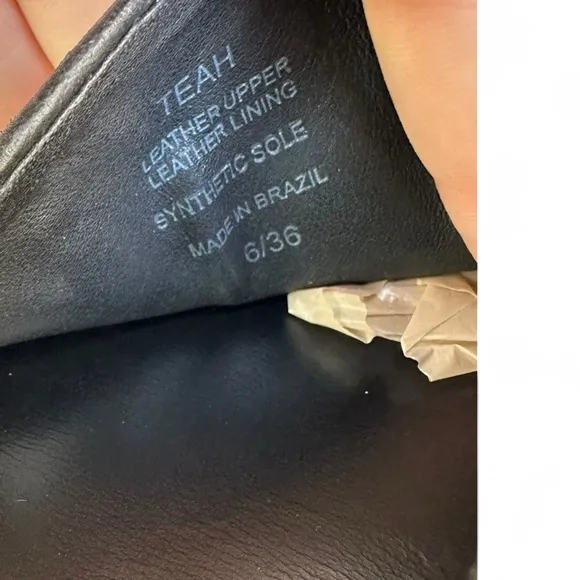 TEAH
LEATHER UPPER
LEATHER LINING
SYNTHETIC SOLE
MADE IN BRAZIL
6/36